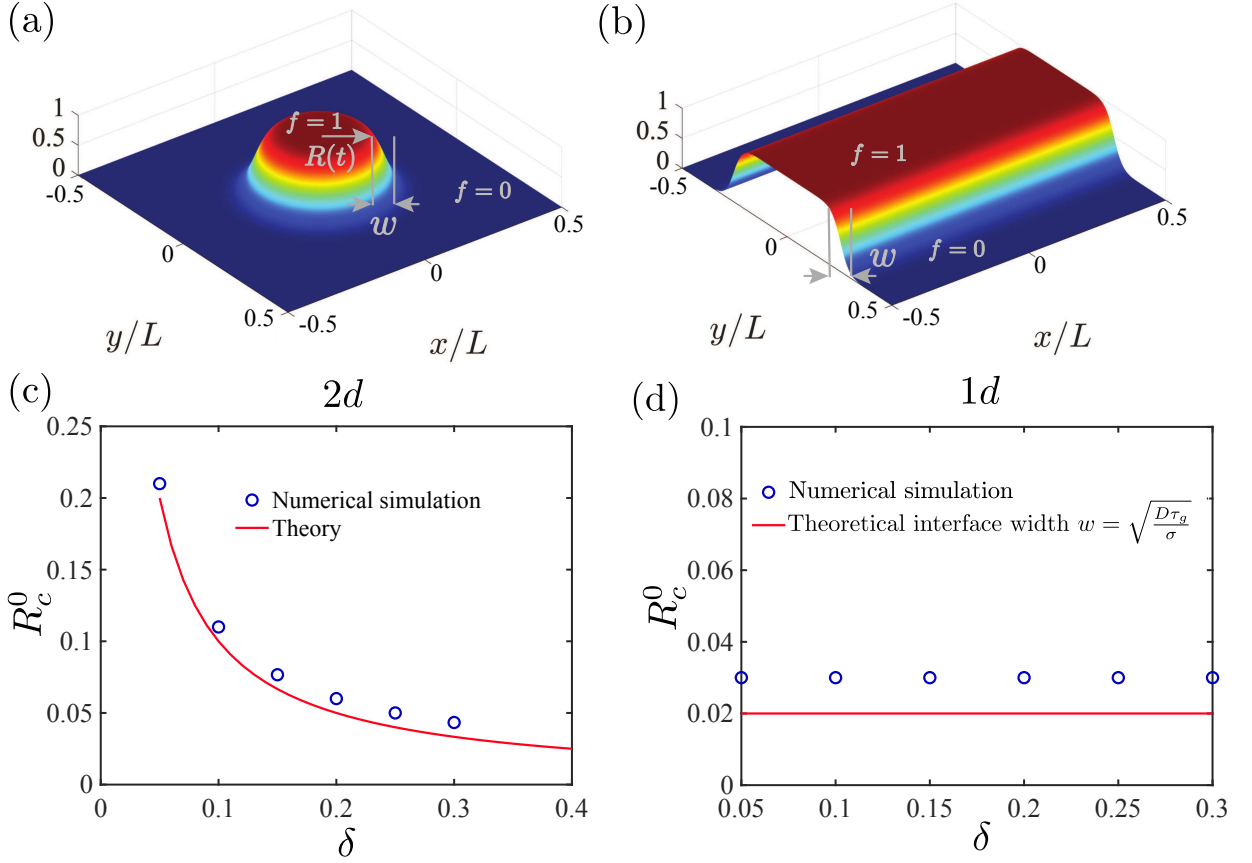 (a)
1
0.5
0
-0.5
0
0.5
y/L
-0.5
0
0.5
x/L
f = 1
R(t)
f = 0
w
(b)
1
0.5
0
-0.5
0
0.5
y/L
-0.5
0
0.5
x/L
f = 1
f = 0
w
(c)
2d
0.25
0.2
0.15
0.1
0.05
0
R_c^0
Numerical simulation
Theory
0 0.1 0.2 0.3 0.4
δ
(d)
1d
0.1
0.08
0.06
0.04
0.02
0
R_c^0
Numerical simulation
Theoretical interface width w = \sqrt{\frac{Dτ_g}{σ}}
0.05 0.1 0.15 0.2 0.25 0.3
δ